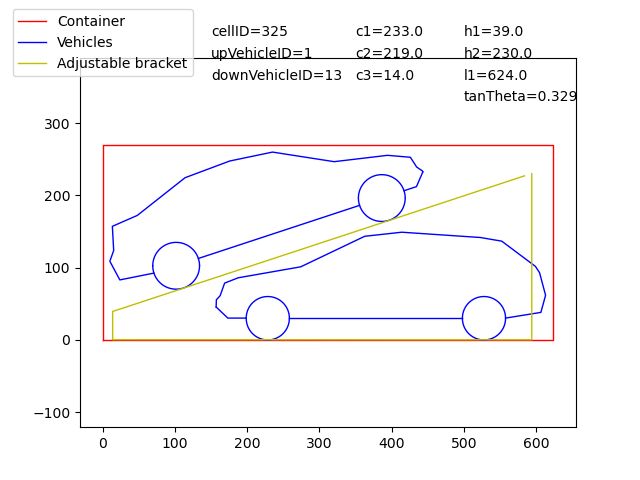 Container
Vehicles
Adjustable bracket
cellID=325 c1=233.0 h1=39.0
upVehicleID=1 c2=219.0 h2=230.0
downVehicleID=13 c3=14.0 l1=624.0
tanTheta=0.329
300
200
100
0
−100
0 100 200 300 400 500 600